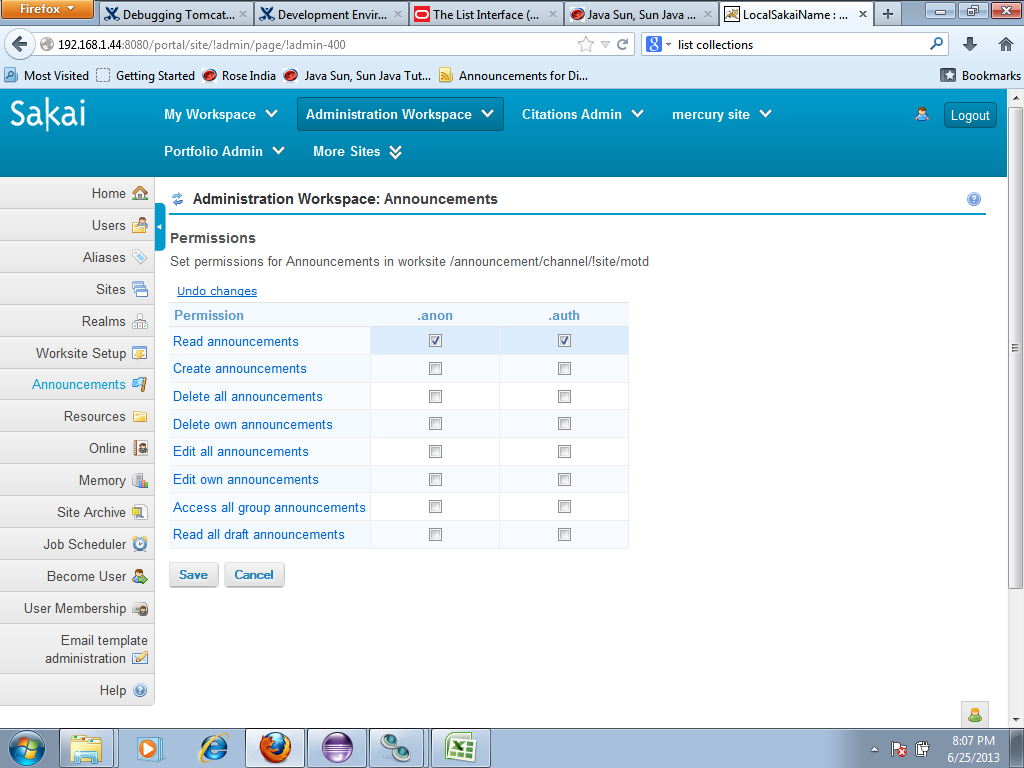 Firefox
Debugging Tomcat...
Development Envir...
The List Interface (...
Java Sun, Sun Java ...
LocalSakaiName : ...
192.168.1.44:8080/portal/site/!admin/page/!admin-400
list collections
Most Visited
Getting Started
Rose India
Java Sun, Sun Java Tut...
Announcements for Di...
Bookmarks
Sakai
My Workspace
Administration Workspace
Citations Admin
mercury site
Logout
Portfolio Admin
More Sites
Home
Users
Aliases
Sites
Realms
Worksite Setup
Announcements
Resources
Online
Memory
Site Archive
Job Scheduler
Become User
User Membership
Email template
administration
Help
Administration Workspace: Announcements
Permissions
Set permissions for Announcements in worksite /announcement/channel/!site/motd
Undo changes
Permission .anon .auth
Read announcements
Create announcements
Delete all announcements
Delete own announcements
Edit all announcements
Edit own announcements
Access all group announcements
Read all draft announcements
Save Cancel
8:07 PM
6/25/2013